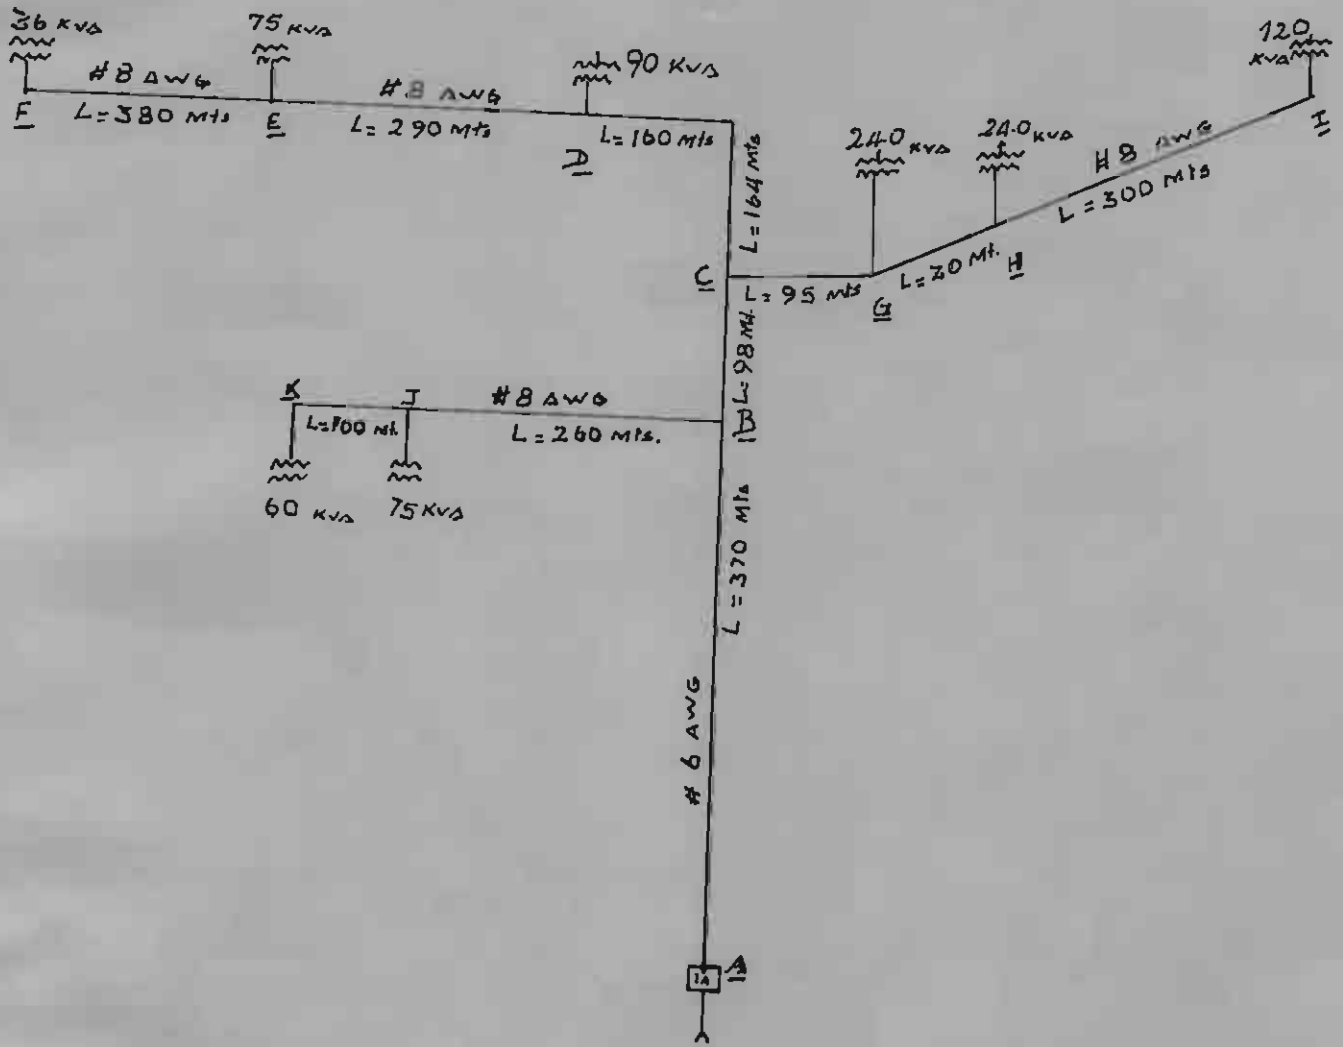 36 KVA
75 KVA
90 KVA
120
KVA
# 8 AWG
# 8 AWG
F
L = 380 Mts
E
L = 290 Mts
D
L = 160 Mts
L = 164 Mts
240 KVA
240 KVA
# 8 AWG
L = 300 Mts
I
C
L = 95 Mts
G
L = 70 Mt.
H
L = 98 Mt.
K
J
# 8 AWG
B
L = 100 Mt.
L = 260 Mts.
60 KVA
75 KVA
L = 370 Mts
# 6 AWG
A